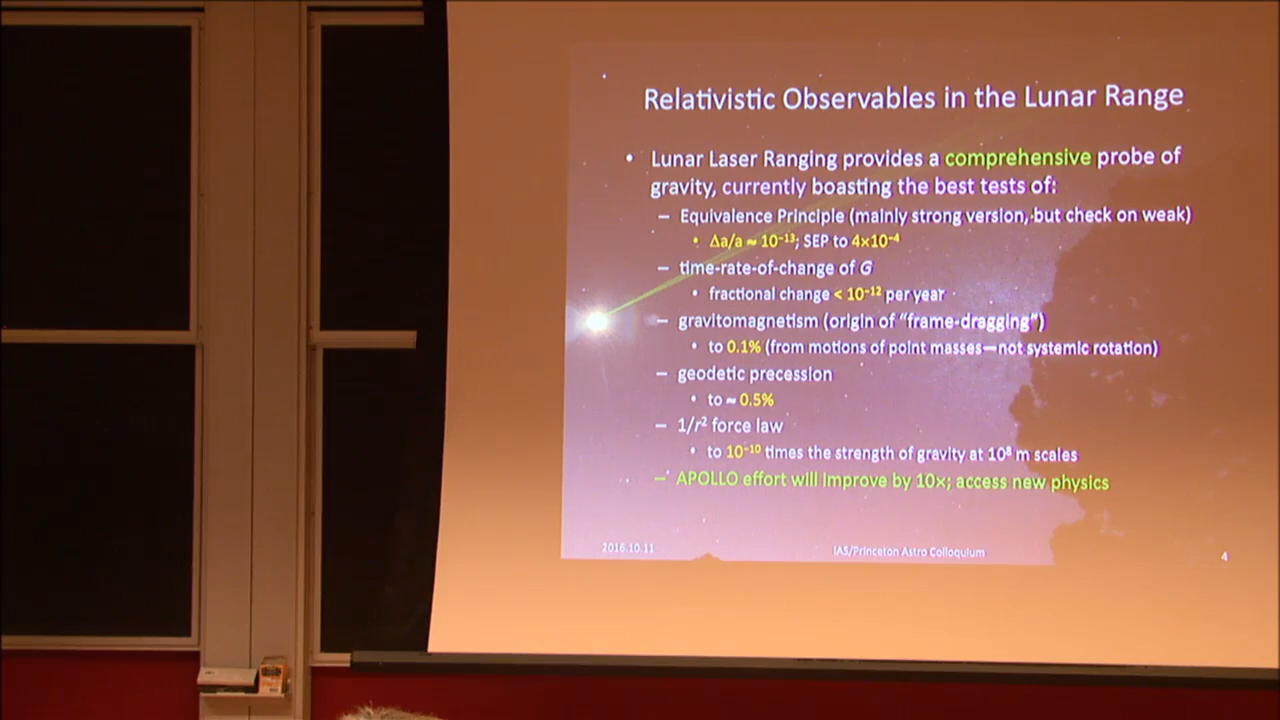 Relativistic Observables in the Lunar Range
• Lunar Laser Ranging provides a comprehensive probe of
gravity, currently boasting the best tests of:
– Equivalence Principle (mainly strong version, but check on weak)
• Δa/a ≈ 10⁻¹³; SEP to 4×10⁻⁴
– time-rate-of-change of G
• fractional change < 10⁻¹² per year
– gravitomagnetism (origin of “frame-dragging”)
• to 0.1% (from motions of point masses—not systemic rotation)
– geodetic precession
• to ≈ 0.5%
– 1/r² force law
• to 10⁻¹⁰ times the strength of gravity at 10⁸ m scales
– APOLLO effort will improve by 10×; access new physics
2016.10.11
IAS/Princeton Astro Colloquium
4